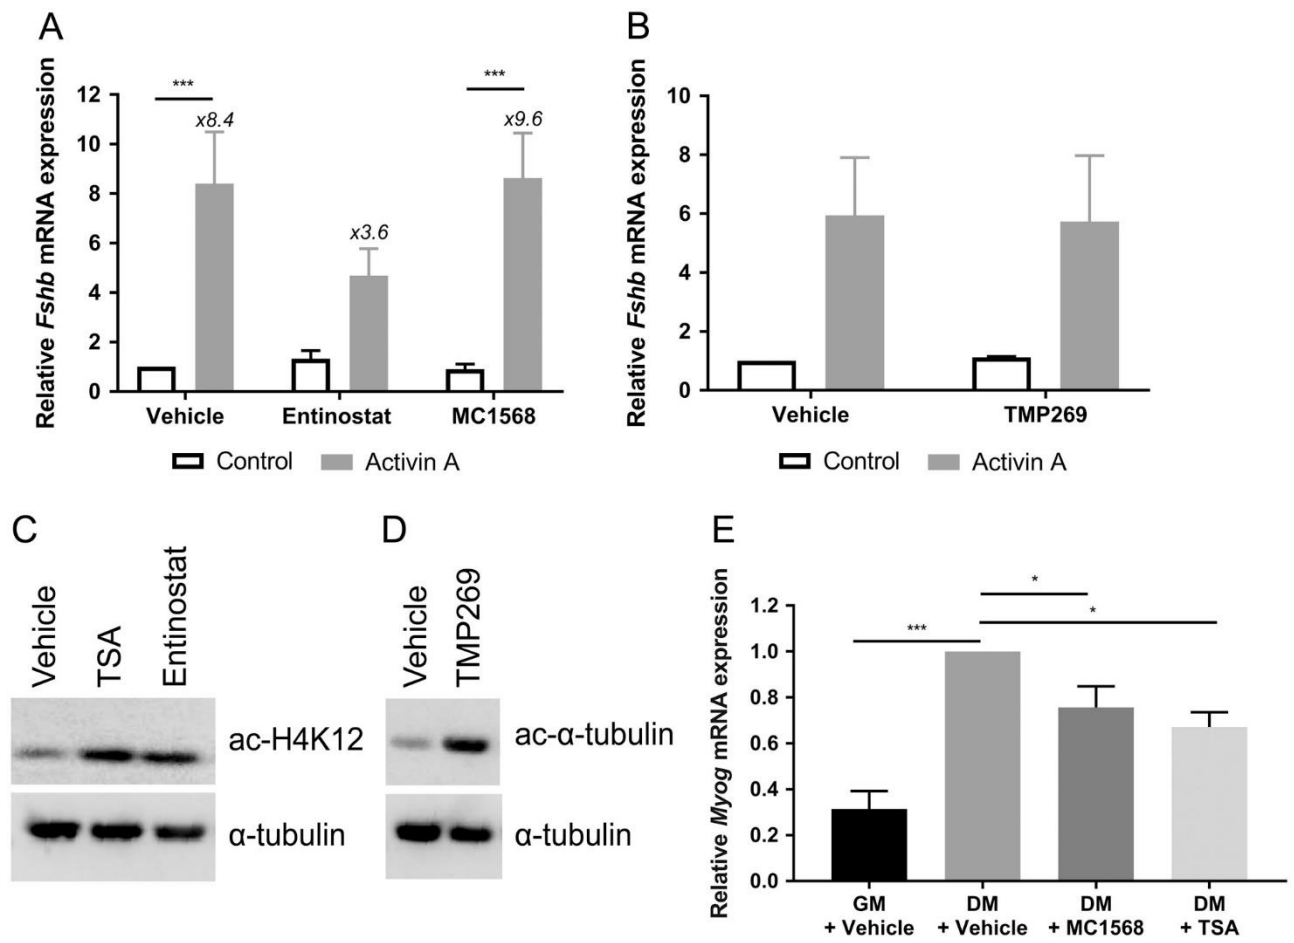 A
Relative Fshb mRNA expression
12
10
8
6
4
2
0
***
x8.4
x3.6
***
x9.6
Vehicle
Entinostat
MC1568
Control
Activin A
B
Relative Fshb mRNA expression
10
8
6
4
2
0
Vehicle
TMP269
Control
Activin A
C
Vehicle
TSA
Entinostat
ac-H4K12
α-tubulin
D
Vehicle
TMP269
ac-α-tubulin
α-tubulin
E
Relative Myog mRNA expression
1.2
1.0
0.8
0.6
0.4
0.2
0.0
***
*
*
GM
+ Vehicle
DM
+ Vehicle
DM
+ MC1568
DM
+ TSA